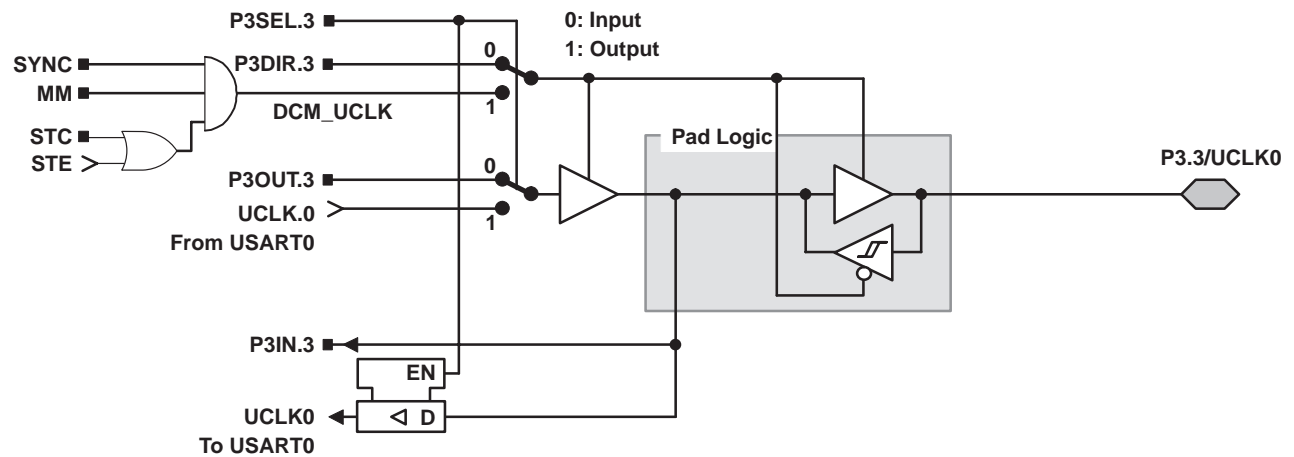 P3SEL.3
0: Input
1: Output
SYNC
P3DIR.3
0
MM
DCM_UCLK
1
STC
STE
Pad Logic
P3.3/UCLK0
P3OUT.3
0
UCLK.0
1
From USART0
P3IN.3
EN
UCLK0
D
To USART0